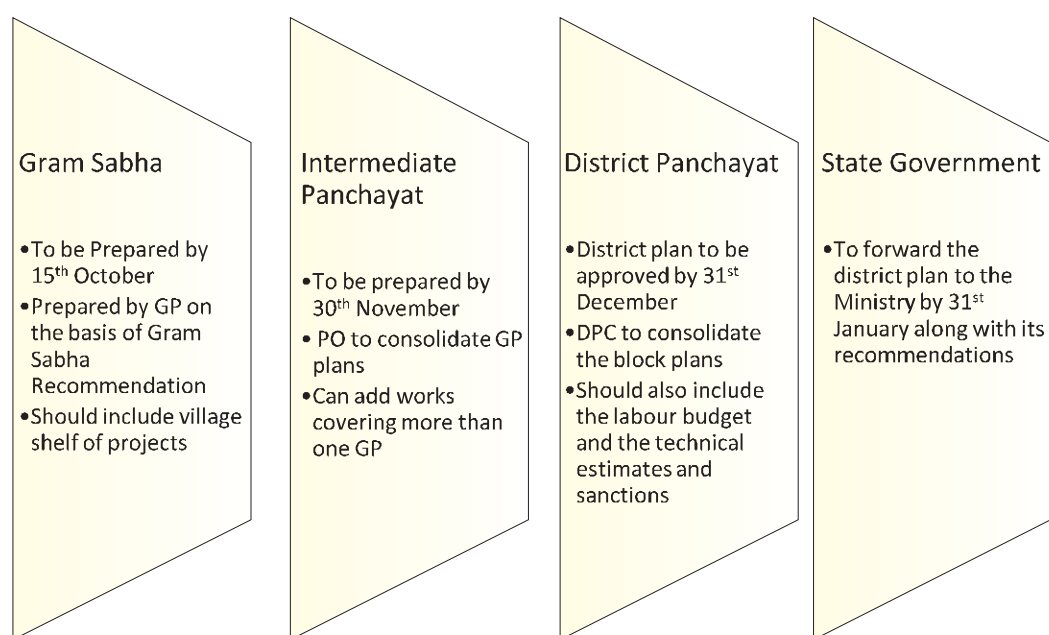 Gram Sabha
•To be Prepared by
15th October
•Prepared by GP on
the basis of Gram
Sabha
Recommendation
•Should include village
shelf of projects
Intermediate
Panchayat
•To be prepared by
30th November
• PO to consolidate GP
plans
•Can add works
covering more than
one GP
District Panchayat
•District plan to be
approved by 31st
December
•DPC to consolidate
the block plans
•Should also include
the labour budget
and the technical
estimates and
sanctions
State Government
•To forward the
district plan to the
Ministry by 31st
January along with its
recommendations